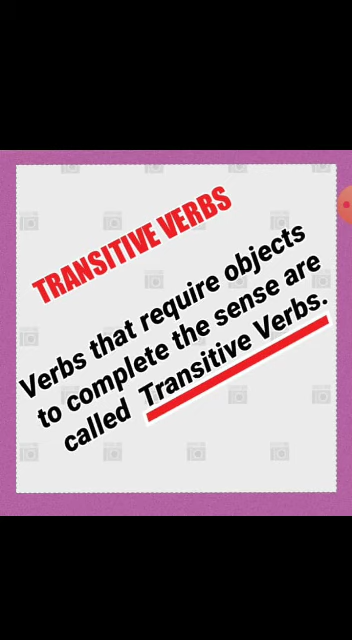 TRANSITIVE VERBS
Verbs that require objects
to complete the sense are
called Transitive Verbs.